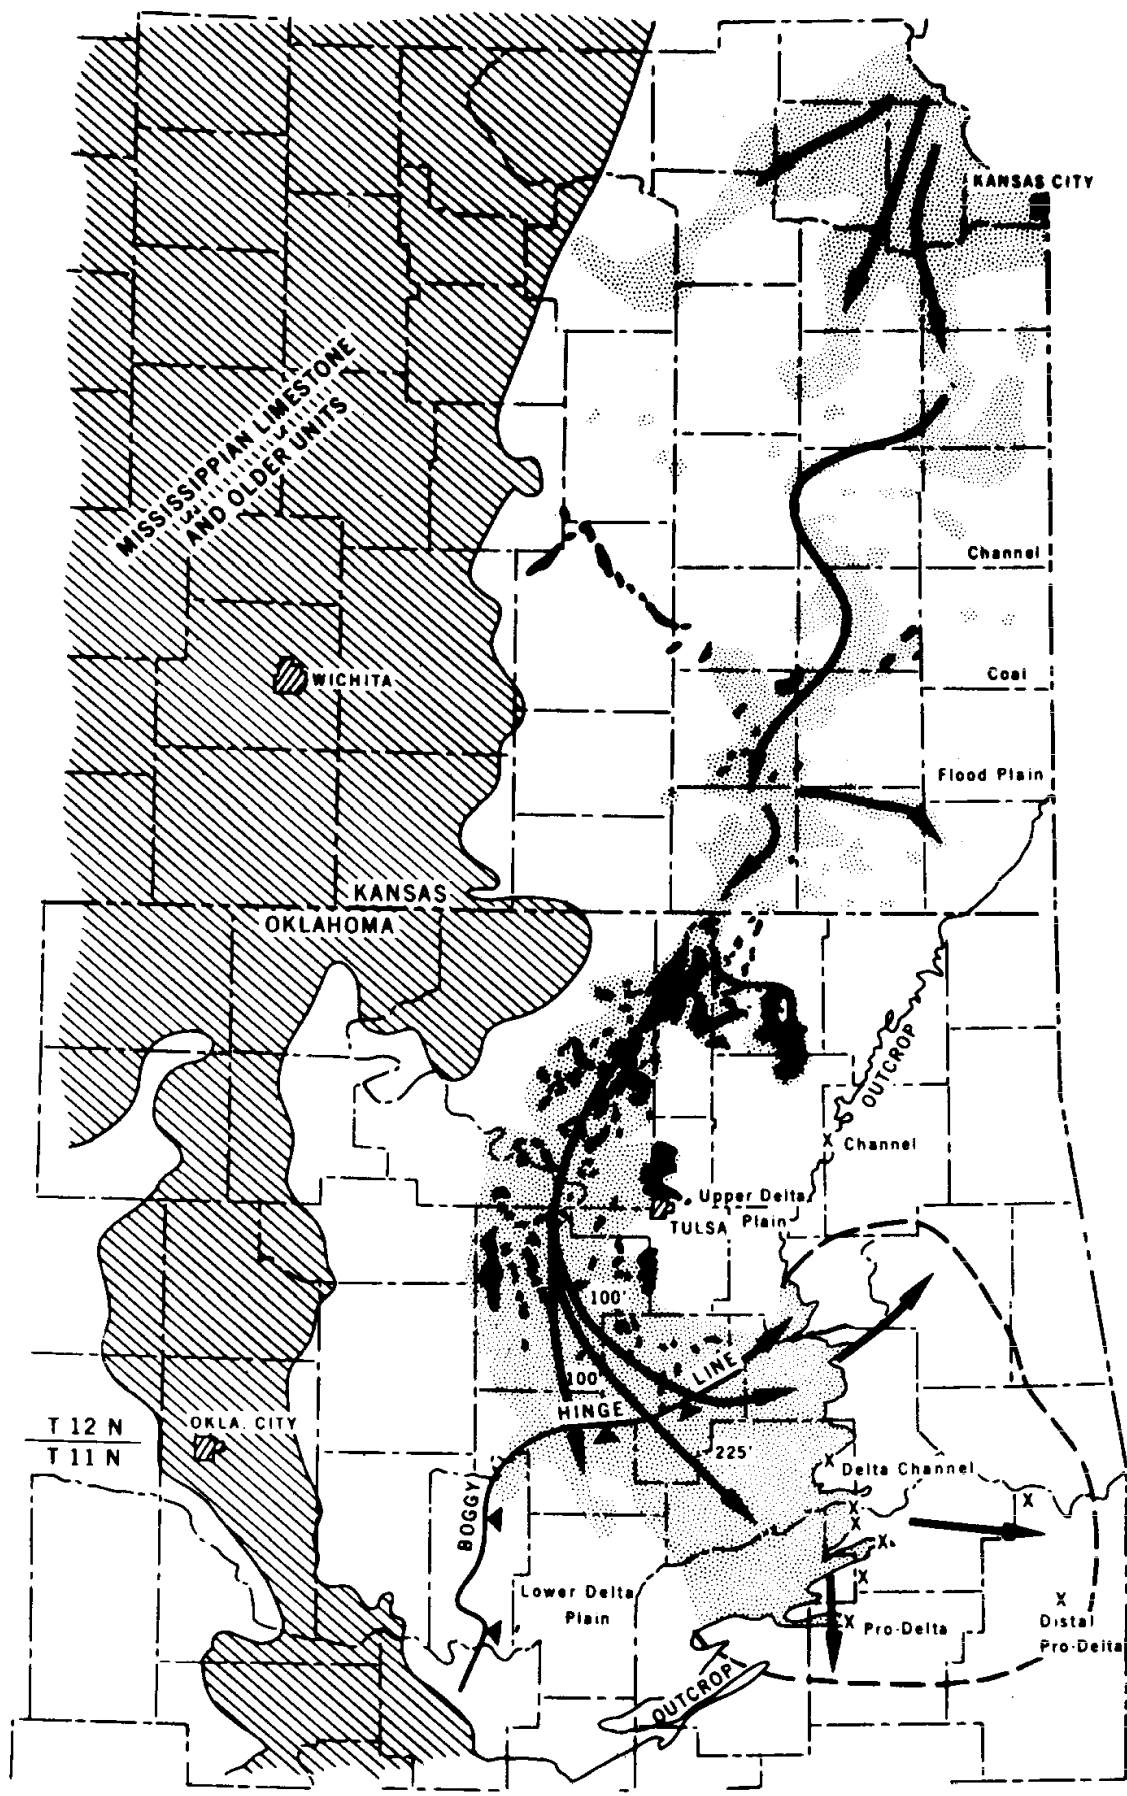 KANSAS CITY
MISSISSIPPIAN LIMESTONE
AND OLDER UNITS
Channel
WICHITA
Coal
Flood Plain
KANSAS
OKLAHOMA
OUTCROP
Channel
Upper Delta
Plain
TULSA
100'
100'
LINE
HINGE
BOGGY
T 12 N
T 11 N
OKLA. CITY
225'
Delta Channel
Lower Delta
Plain
Pro-Delta
Distal
Pro-Delta
OUTCROP